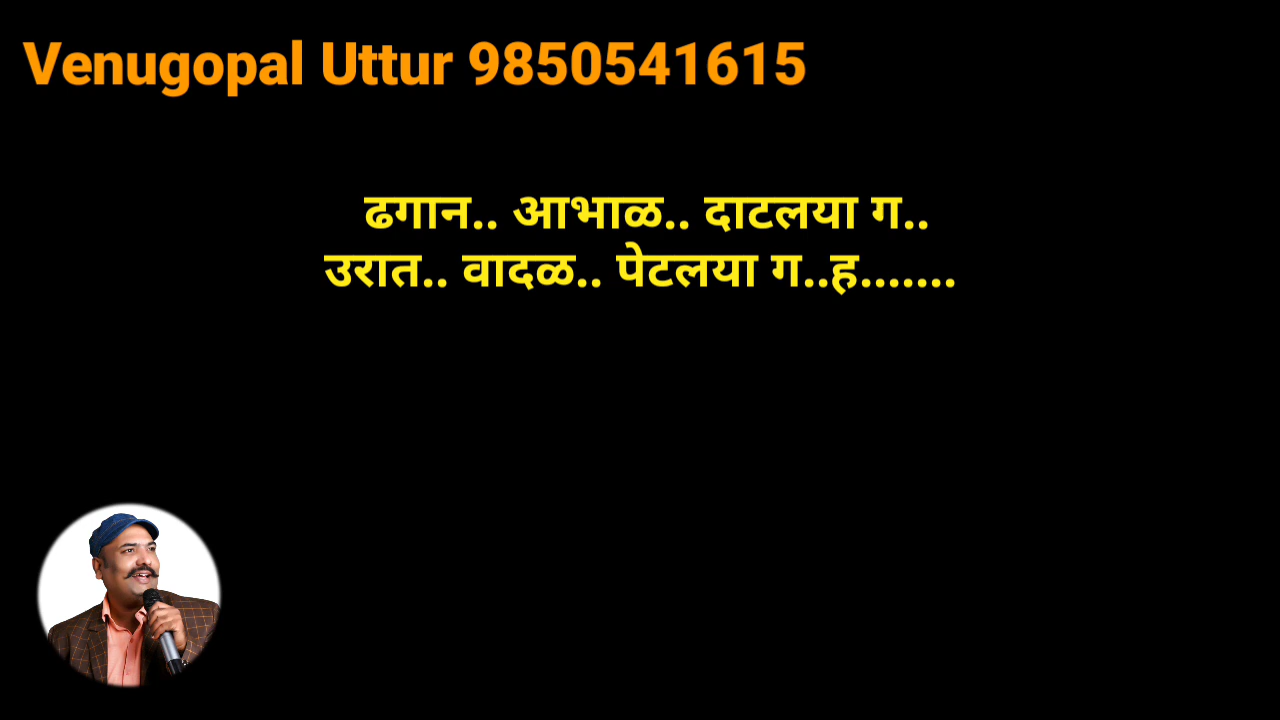 Venugopal Uttur 9850541615
ढगान.. आभाळ.. दाटलया ग..
उरात.. वादळ.. पेटलया ग..ह.......